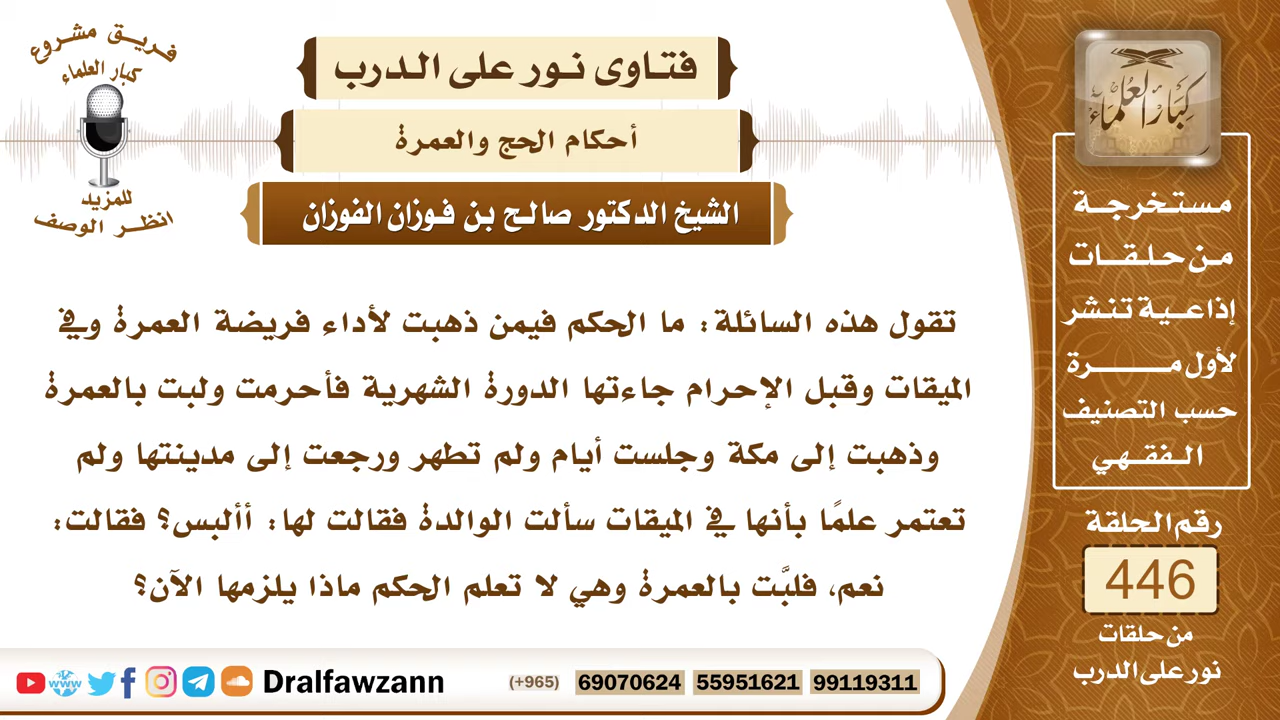 فريق مشروع
كبار العلماء
للمزيد
انظر الوصف
فتاوى نور على الدرب
أحكام الحج والعمرة
الشيخ الدكتور صالح بن فوزان الفوزان
تقول هذه السائلة: ما الحكم فيمن ذهبت لأداء فريضة العمرة وفي
الميقات وقبل الإحرام جاءتها الدورة الشهرية فأحرمت ولبت بالعمرة
وذهبت إلى مكة وجلست أيام ولم تطهر ورجعت إلى مدينتها ولم
تعتمر علمًا بأنها في الميقات سألت الوالدة فقالت لها: أألبس؟ فقالت:
نعم، فلبَّت بالعمرة وهي لا تعلم الحكم ماذا يلزمها الآن؟
كبار العلماء
مستخرجة
من حلقات
إذاعية تنشر
لأول مرة
حسب التصنيف
الفقهي
رقم الحلقة
446
من حلقات
نور على الدرب
www Dralfawzann (+965) 69070624 55951621 99119311